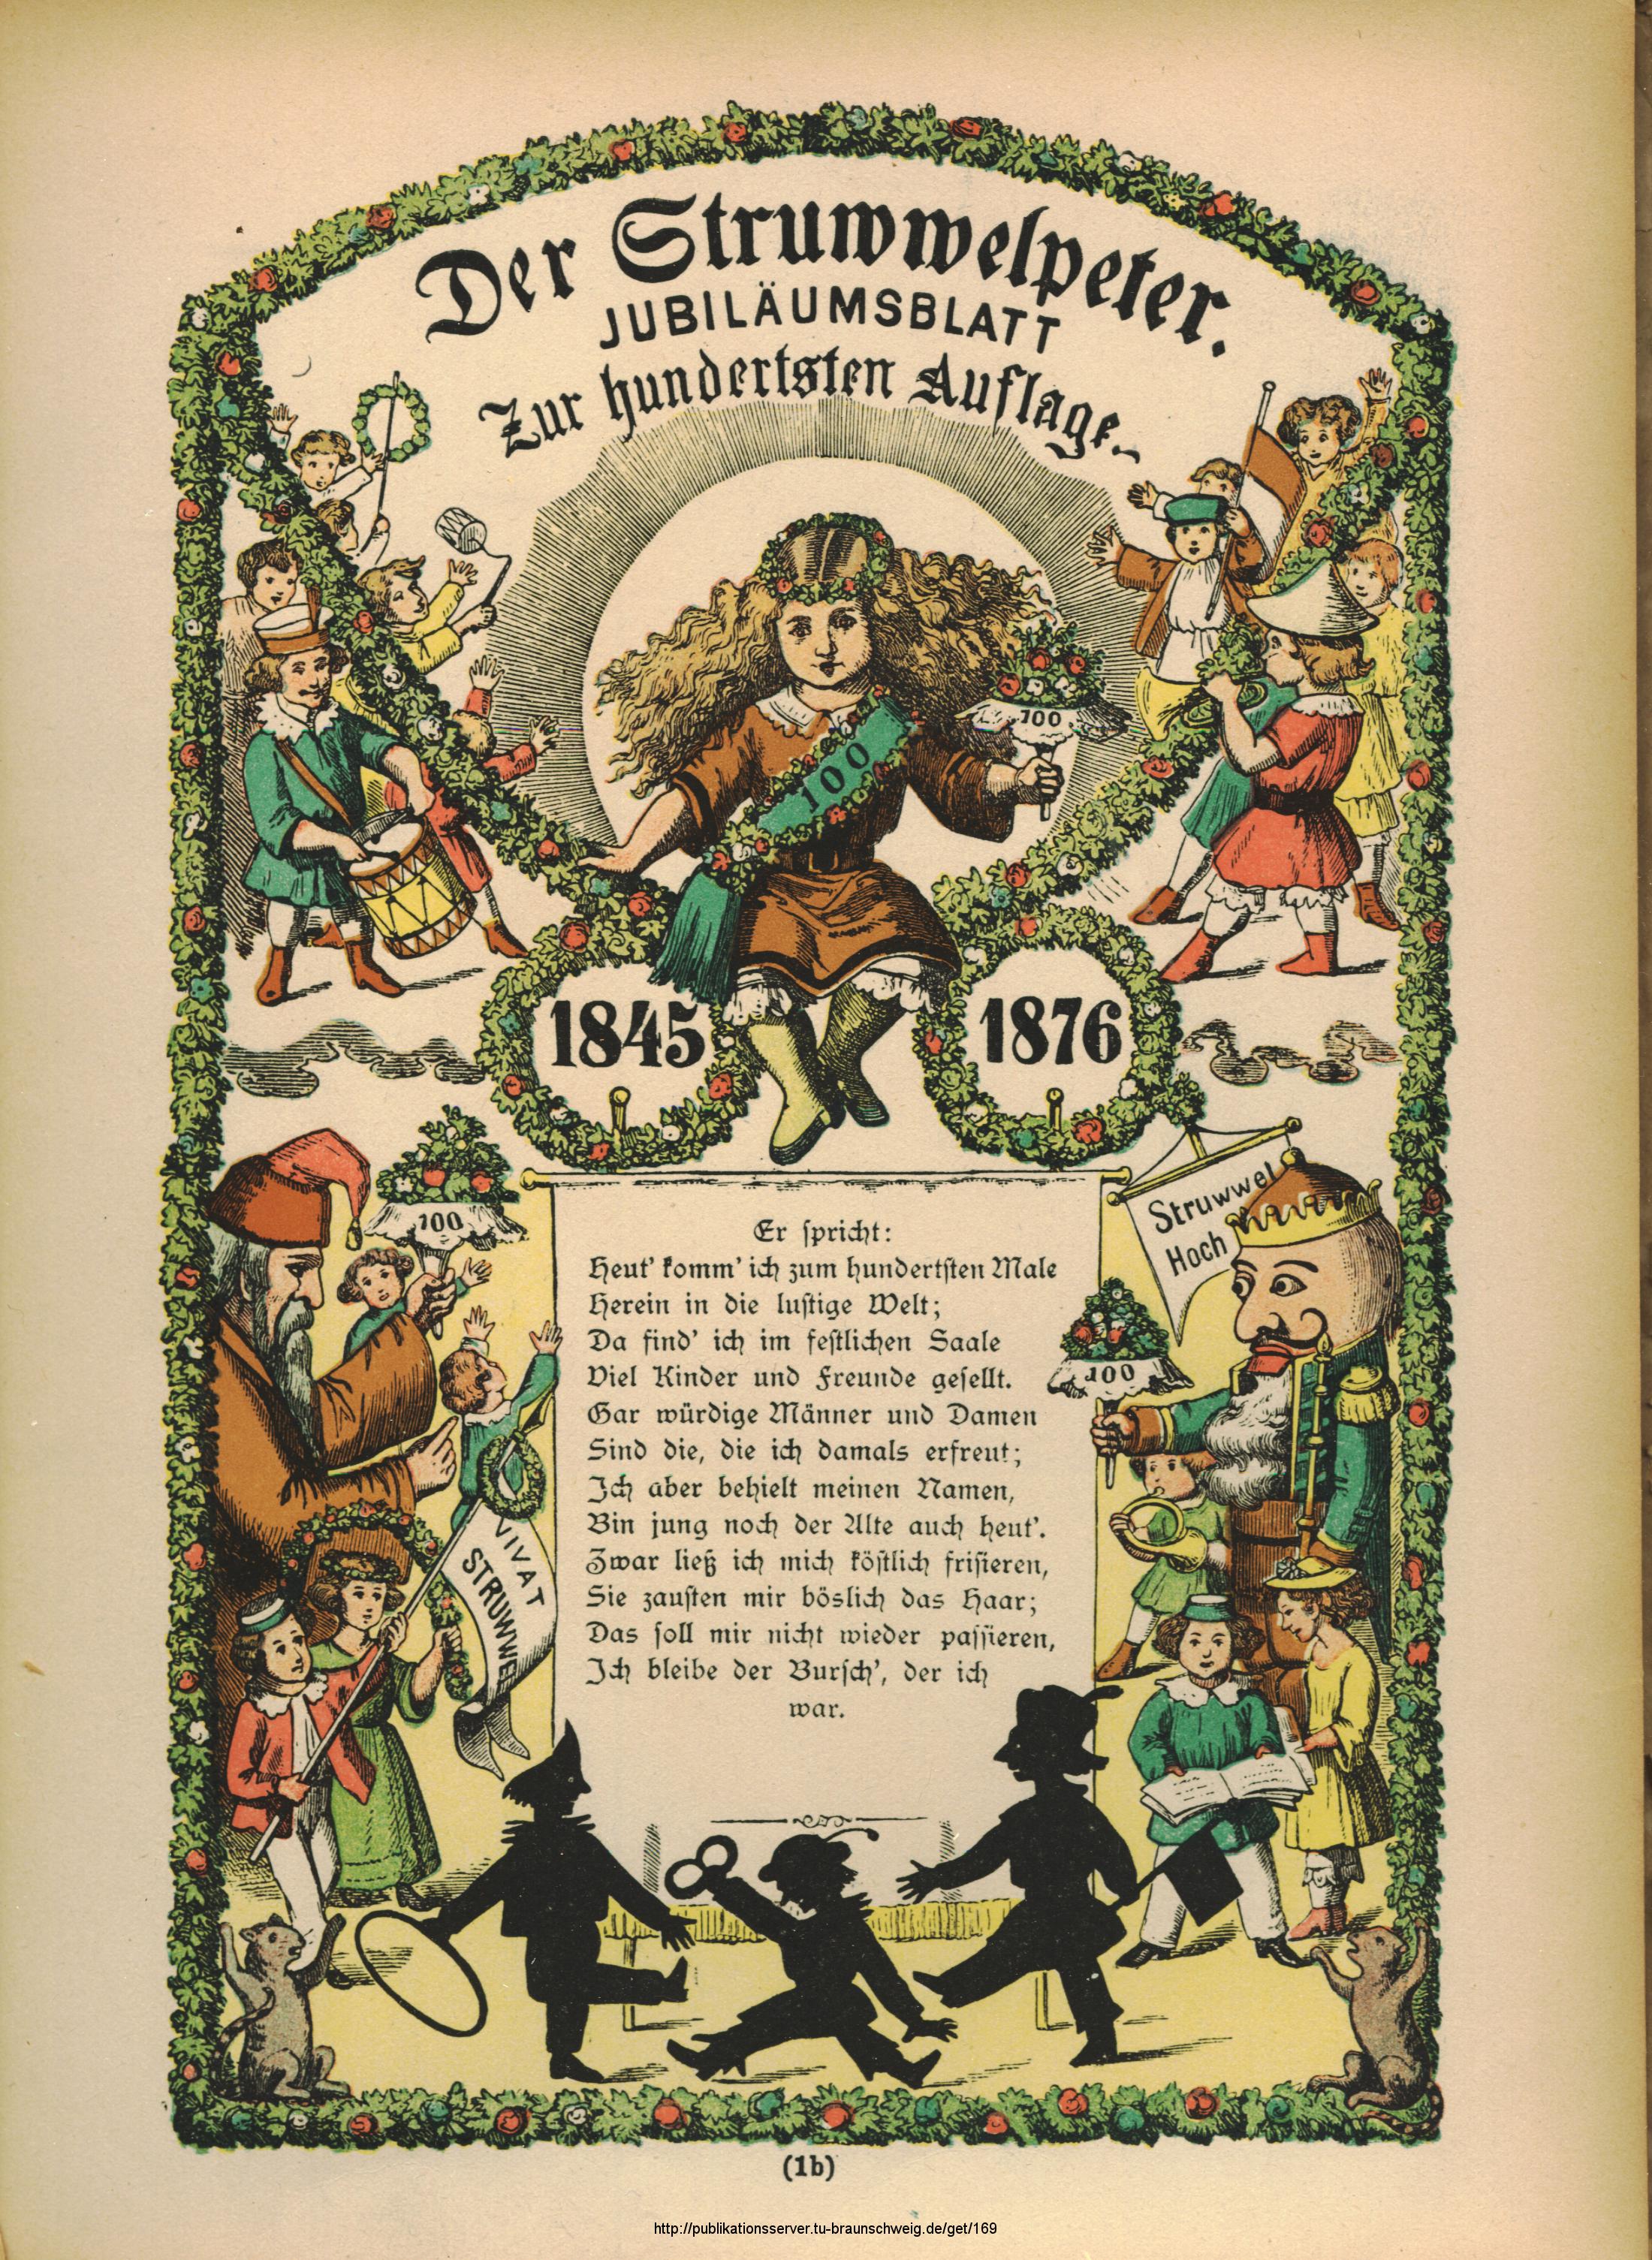 Der Struwwelpeter.
JUBILÄUMSBLATT
Zur hundertsten Auflage.
100
100
1845
1876
100
Struwwel
Hoch
100
VIVAT
STRUWWEL
Er spricht:
Heut' komm' ich zum hundertsten Male
Herein in die lustige Welt;
Da find' ich im festlichen Saale
Viel Kinder und Freunde gesellt.
Gar würdige Männer und Damen
Sind die, die ich damals erfreut;
Ich aber behielt meinen Namen,
Bin jung noch der Alte auch heut'.
Zwar ließ ich mich köstlich frisieren,
Sie zausten mir böslich das Haar;
Das soll mir nicht wieder passieren,
Ich bleibe der Bursch', der ich
war.
(1b)
http://publikationsserver.tu-braunschweig.de/get/169